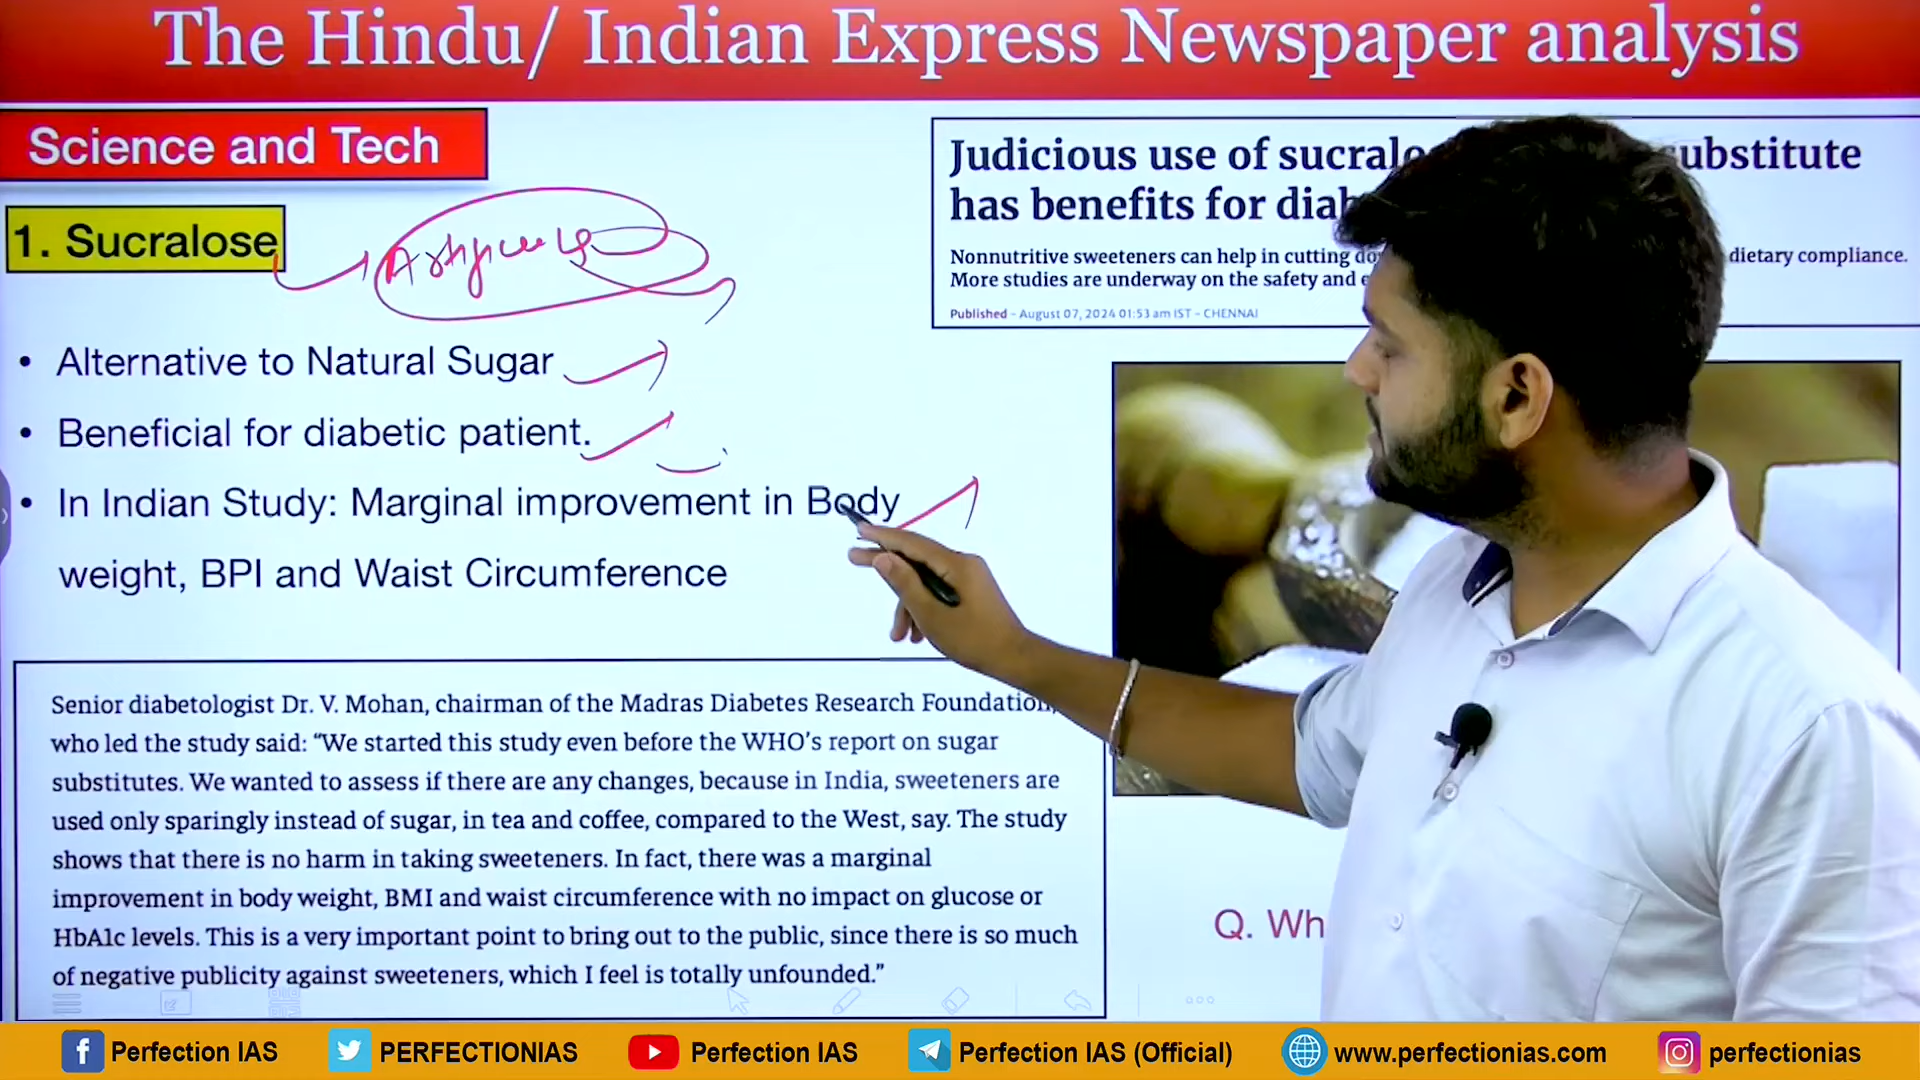 The Hindu/ Indian Express Newspaper analysis
Science and Tech
1. Sucralose
• Alternative to Natural Sugar
• Beneficial for diabetic patient.
• In Indian Study: Marginal improvement in Body
weight, BPI and Waist Circumference
Judicious use of ubstitute
has benefits for
Nonnutritive sweeteners can help in cutting dietary compliance.
More studies are underway on the safety and
Published - August 07, 2024 01:53 am IST - CHENNAI
Senior diabetologist Dr. V. Mohan, chairman of the Madras Diabetes Research Foundation,
who led the study said: “We started this study even before the WHO’s report on sugar
substitutes. We wanted to assess if there are any changes, because in India, sweeteners are
used only sparingly instead of sugar, in tea and coffee, compared to the West, say. The study
shows that there is no harm in taking sweeteners. In fact, there was a marginal
improvement in body weight, BMI and waist circumference with no impact on glucose or
HbA1c levels. This is a very important point to bring out to the public, since there is so much
of negative publicity against sweeteners, which I feel is totally unfounded.”
Q. Wh
Perfection IAS
PERFECTIONIAS
Perfection IAS
Perfection IAS (Official)
www.perfectionias.com
perfectionias